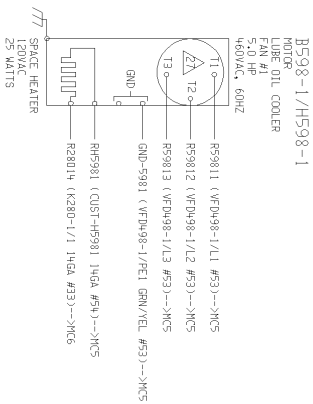 B598-1/H598-1
MOTOR
LUBE OIL COOLER
FAN #1
5.0 HP
460VAC, 60HZ
T1
T2
T3
27
GND
R59811 (VFD498-1/L1 #53)-->MC5
R59812 (VFD498-1/L2 #53)-->MC5
R59813 (VFD498-1/L3 #53)-->MC5
GND-5981 (VFD498-1/PE1 GRN/YEL #53)-->MC5
RH5981 (CUST-H5981 14GA #54)-->MC5
R28014 (K280-1/1 14GA #33)-->MC6
SPACE HEATER
120VAC
25 WATTS